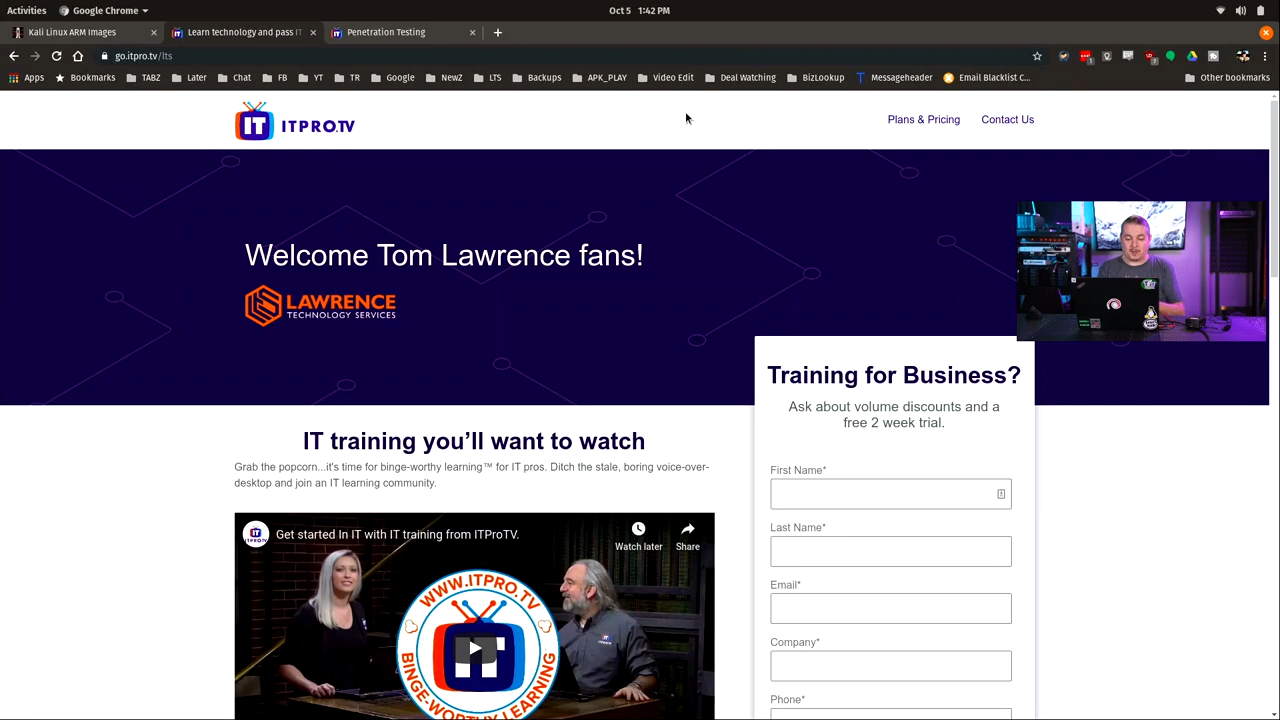 Activities
Google Chrome
Oct 5 1:42 PM
Kali Linux ARM Images
Learn technology and pass IT
Penetration Testing
go.itpro.tv/lts
Apps
Bookmarks
TABZ
Later
Chat
FB
YT
TR
Google
NewZ
LTS
Backups
APK_PLAY
Video Edit
Deal Watching
BizLookup
Messageheader
Email Blacklist C...
Other bookmarks
IT ITPRO.TV
Plans & Pricing
Contact Us
Welcome Tom Lawrence fans!
LAWRENCE
TECHNOLOGY SERVICES
Training for Business?
Ask about volume discounts and a
free 2 week trial.
IT training you’ll want to watch
Grab the popcorn...it's time for binge-worthy learning™ for IT pros. Ditch the stale, boring voice-over-
desktop and join an IT learning community.
First Name*
Last Name*
Email*
Company*
Phone*
Get started In IT with IT training from ITProTV.
Watch later
Share
WWW.ITPRO.TV
IT
BINGE-WORTHY LEARNING